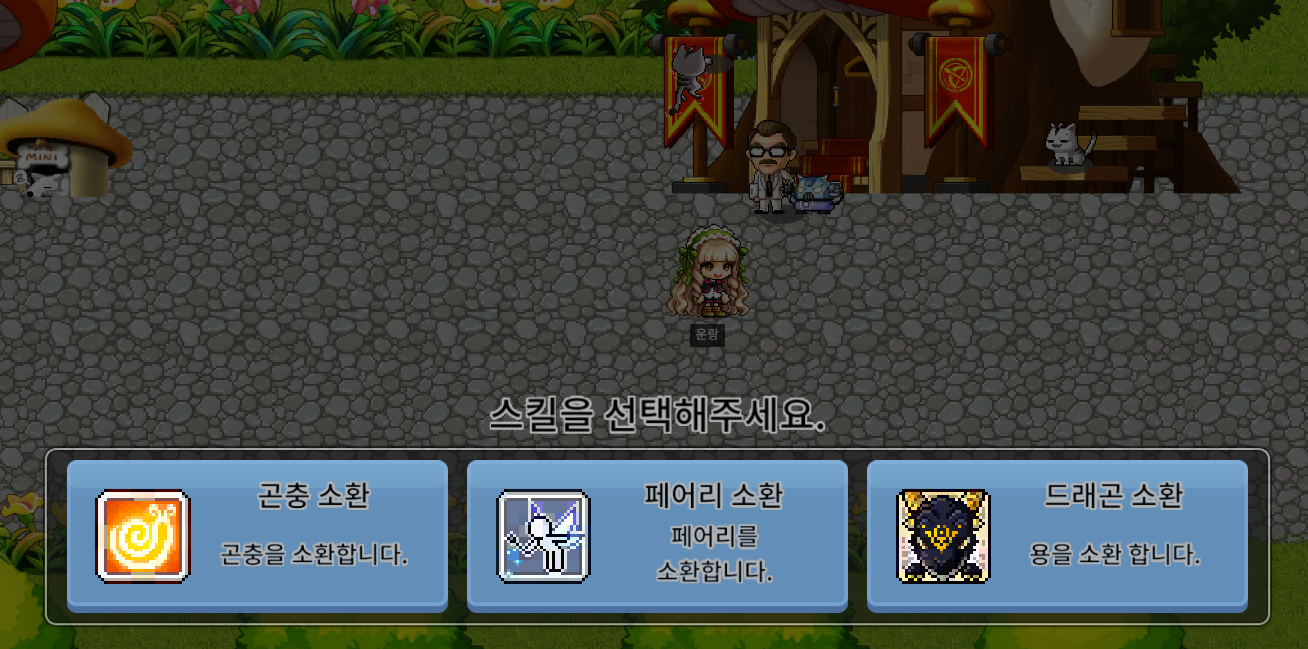 MINI
운랑
스킬을 선택해주세요.
곤충 소환
곤충을 소환합니다.
페어리 소환
페어리를
소환합니다.
드래곤 소환
용을 소환 합니다.